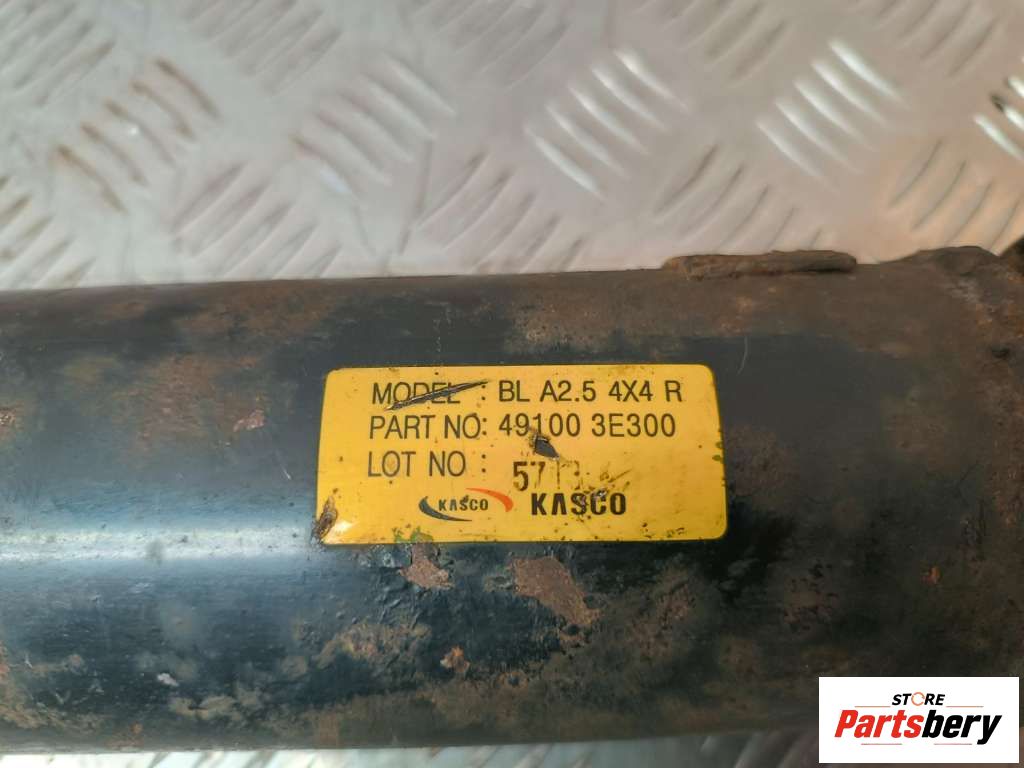 MODEL : BL A2.5 4X4 R
PART NO: 49100 3E300
LOT NO :
KASCO KASCO
STORE
Partsbery